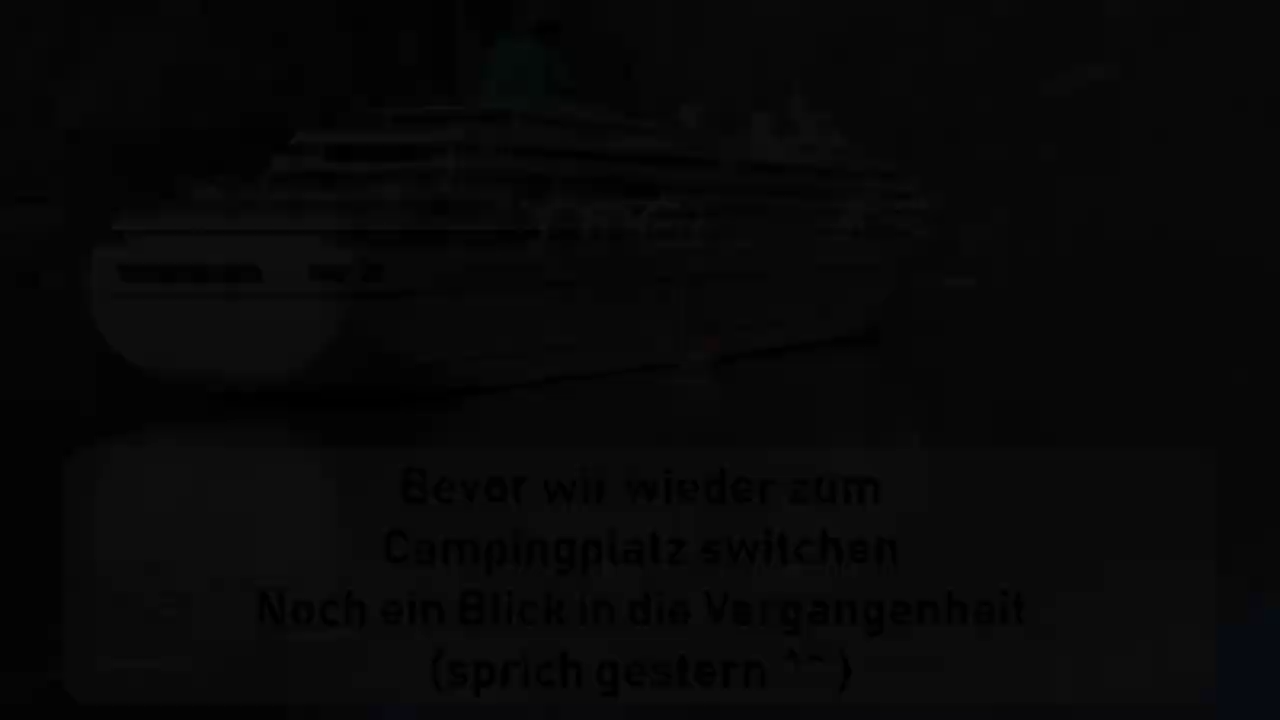 Bevor wir wieder zum
Campingplatz switchen
Noch ein Blick in die Vergangenheit
(sprich gestern ^^)